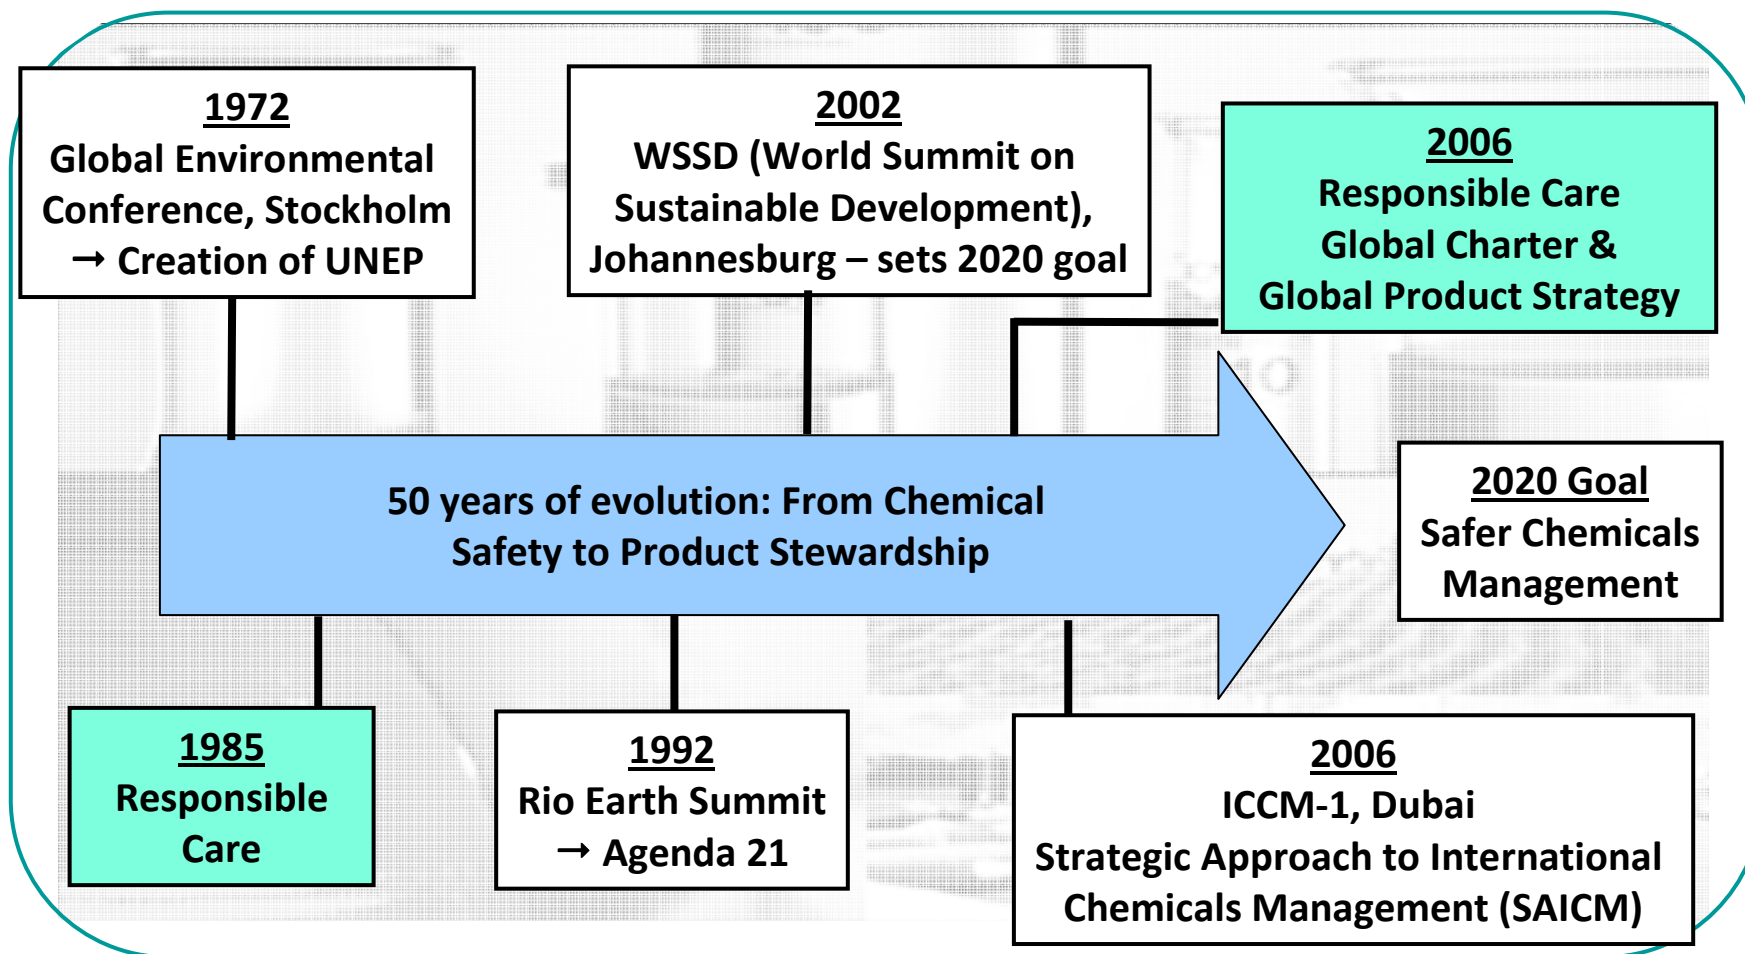 1972
Global Environmental
Conference, Stockholm
→ Creation of UNEP
2002
WSSD (World Summit on
Sustainable Development),
Johannesburg – sets 2020 goal
2006
Responsible Care
Global Charter &
Global Product Strategy
50 years of evolution: From Chemical
Safety to Product Stewardship
2020 Goal
Safer Chemicals
Management
1985
Responsible
Care
1992
Rio Earth Summit
→ Agenda 21
2006
ICCM-1, Dubai
Strategic Approach to International
Chemicals Management (SAICM)